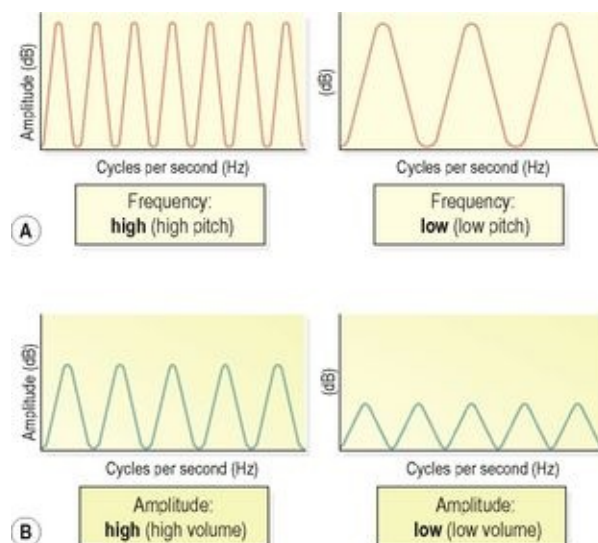 Amplitude (dB)
(dB)
Cycles per second (Hz)
Cycles per second (Hz)
Frequency:
high (high pitch)
Frequency:
low (low pitch)
A
Amplitude (dB)
(dB)
Cycles per second (Hz)
Cycles per second (Hz)
Amplitude:
high (high volume)
Amplitude:
low (low volume)
B